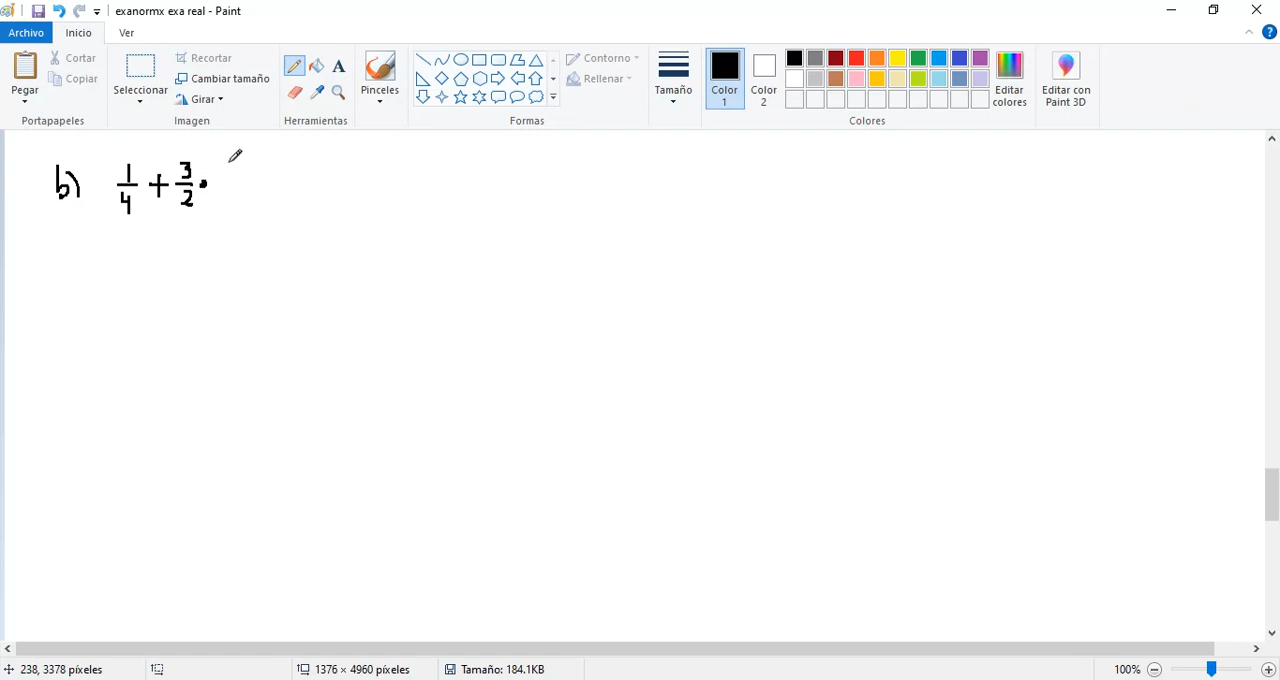 exanormx exa real - Paint
Archivo Inicio Ver
Pegar
Cortar
Copiar
Portapapeles
Seleccionar
Recortar
Cambiar tamaño
Girar
Imagen
A
Herramientas
Pinceles
Contorno
Rellenar
Formas
Tamaño
Color 1
Color 2
Editar colores
Colores
Editar con Paint 3D
b) 1/4 + 3/2 ·
238, 3378 píxeles
1376 × 4960 píxeles
Tamaño: 184.1KB
100%